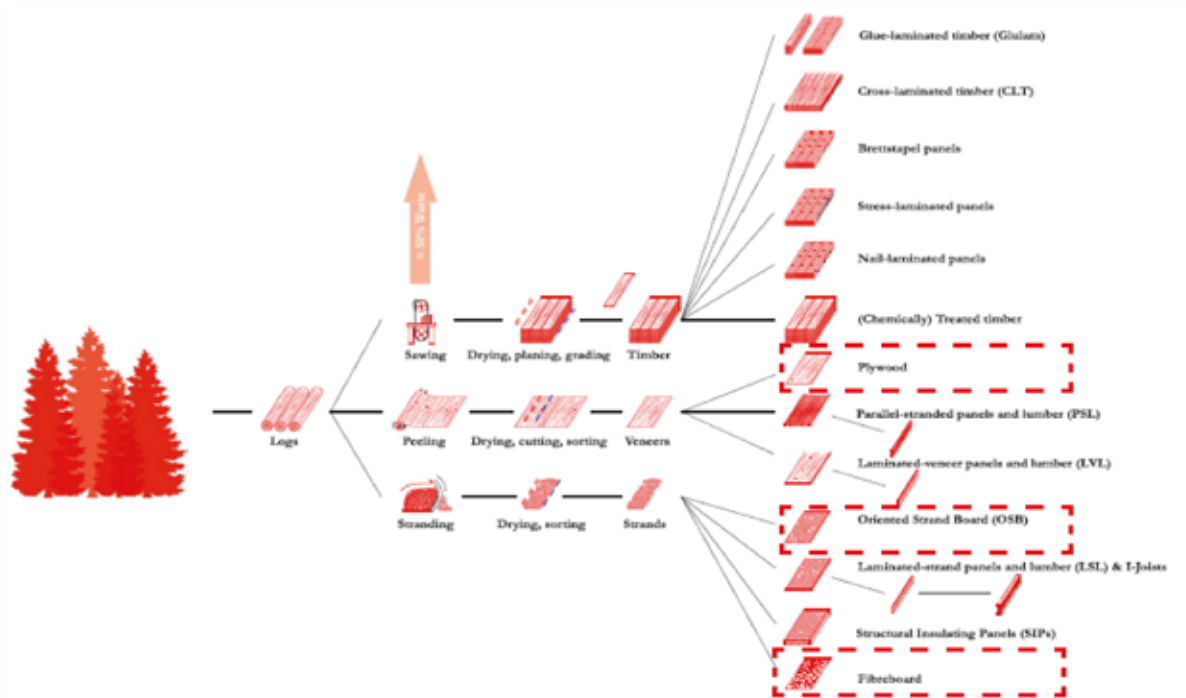 Glue-laminated timber (Glulam)
Cross-laminated timber (CLT)
Brettstapel panels
Stress-laminated panels
Nail-laminated panels
(Chemically) Treated timber
Plywood
Parallel-stranded panels and lumber (PSL)
Laminated-veneer panels and lumber (LVL)
Oriented Strand Board (OSB)
Laminated-strand panels and lumber (LSL) & I-Joists
Structural Insulating Panels (SIPs)
Fibreboard
≈ 50% Waste
Sawing
Drying, planing, grading
Timber
Logs
Peeling
Drying, cutting, sorting
Veneers
Stranding
Drying, sorting
Strands